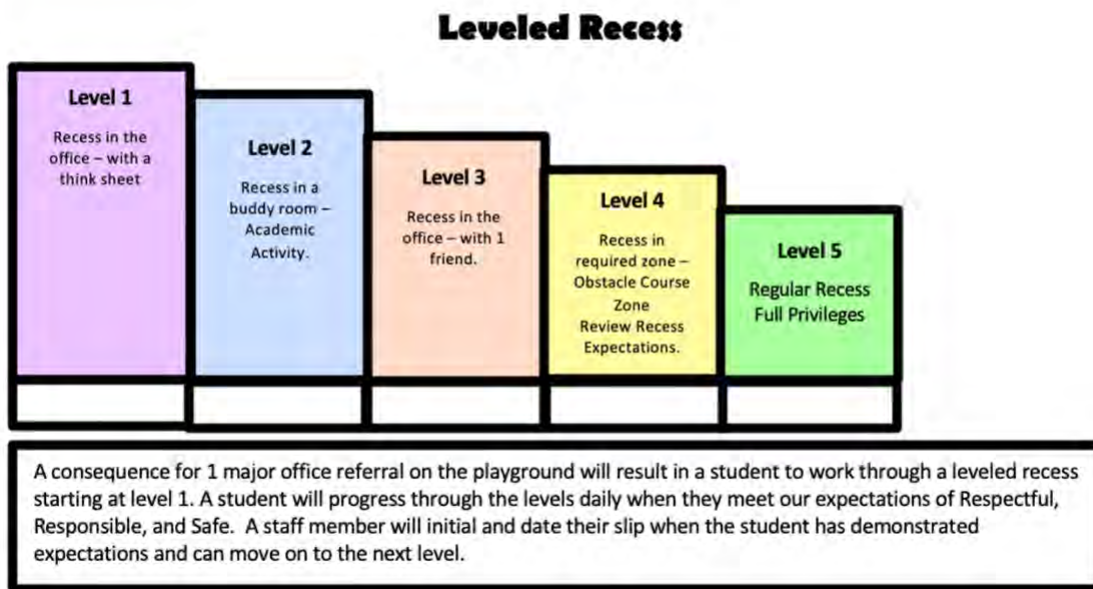 Leveled Recess
Level 1
Recess in the
office – with a
think sheet
Level 2
Recess in a
buddy room –
Academic
Activity.
Level 3
Recess in the
office – with 1
friend.
Level 4
Recess in
required zone –
Obstacle Course
Zone
Review Recess
Expectations.
Level 5
Regular Recess
Full Privileges
A consequence for 1 major office referral on the playground will result in a student to work through a leveled recess
starting at level 1. A student will progress through the levels daily when they meet our expectations of Respectful,
Responsible, and Safe. A staff member will initial and date their slip when the student has demonstrated
expectations and can move on to the next level.